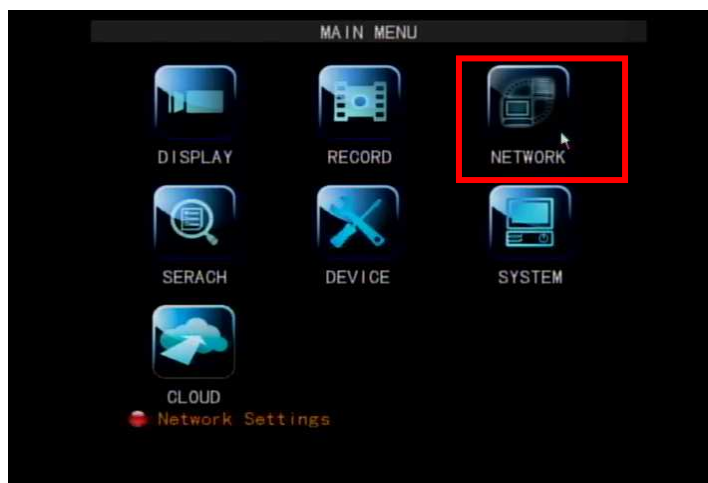 MAIN MENU
DISPLAY RECORD NETWORK
SERACH DEVICE SYSTEM
CLOUD
Network Settings